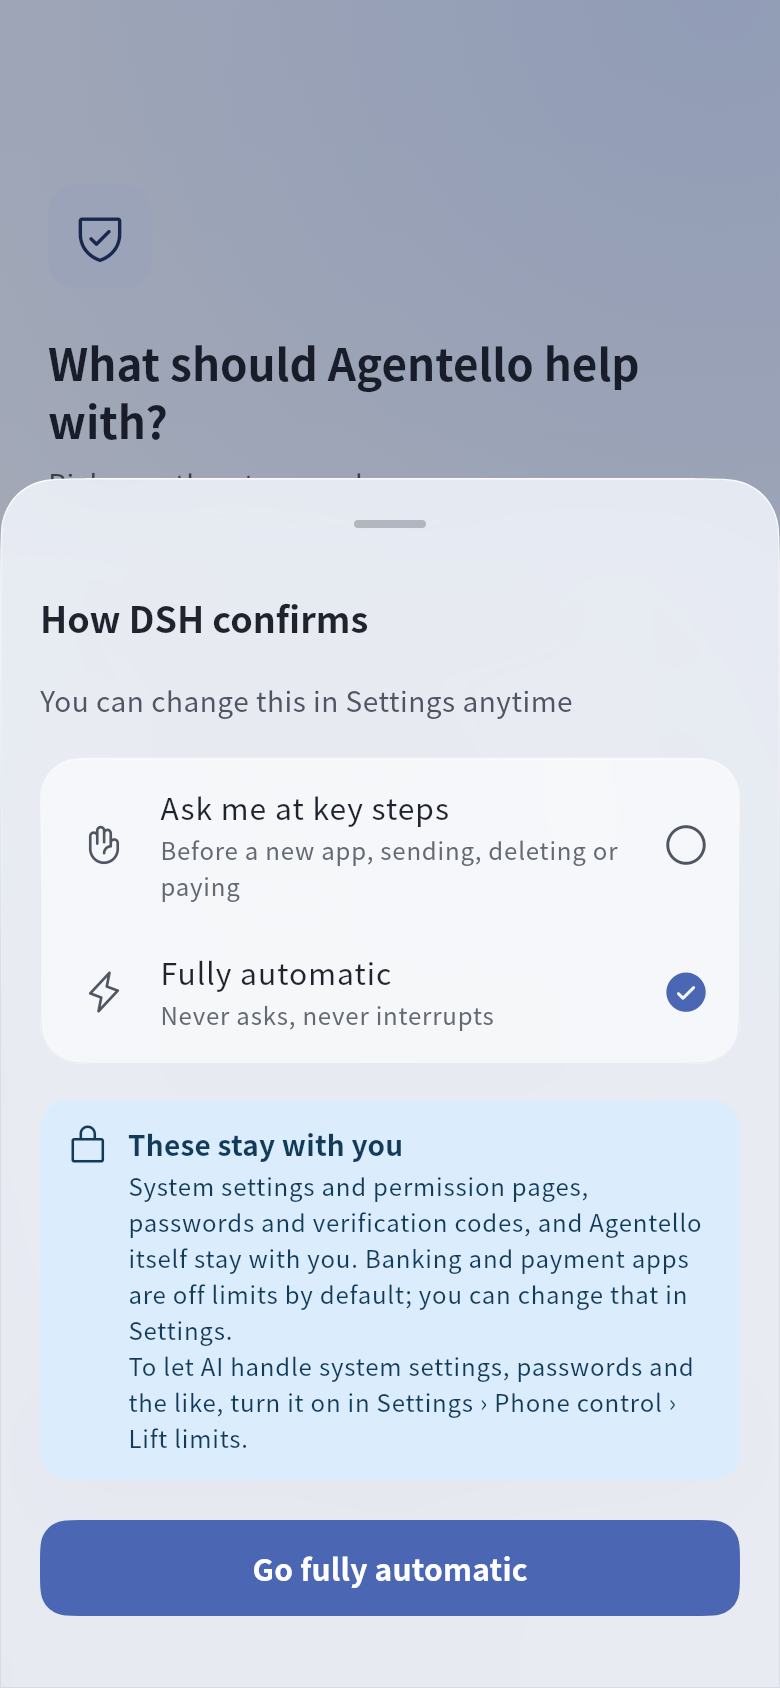 What should Agentello help
with?
How DSH confirms
You can change this in Settings anytime
Ask me at key steps
Before a new app, sending, deleting or
paying
Fully automatic
Never asks, never interrupts
These stay with you
System settings and permission pages,
passwords and verification codes, and Agentello
itself stay with you. Banking and payment apps
are off limits by default; you can change that in
Settings.
To let AI handle system settings, passwords and
the like, turn it on in Settings › Phone control ›
Lift limits.
Go fully automatic